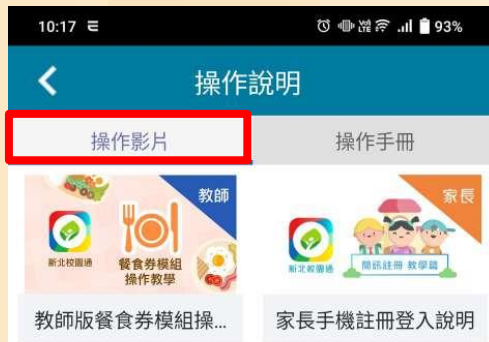 10:17
VoI) LTE 93%
操作說明
操作影片 操作手冊
教師
新北校園通
餐食券模組
操作教學
家長
新北校園通
簡訊註冊 教學篇
教師版餐食券模組操...
家長手機註冊登入說明